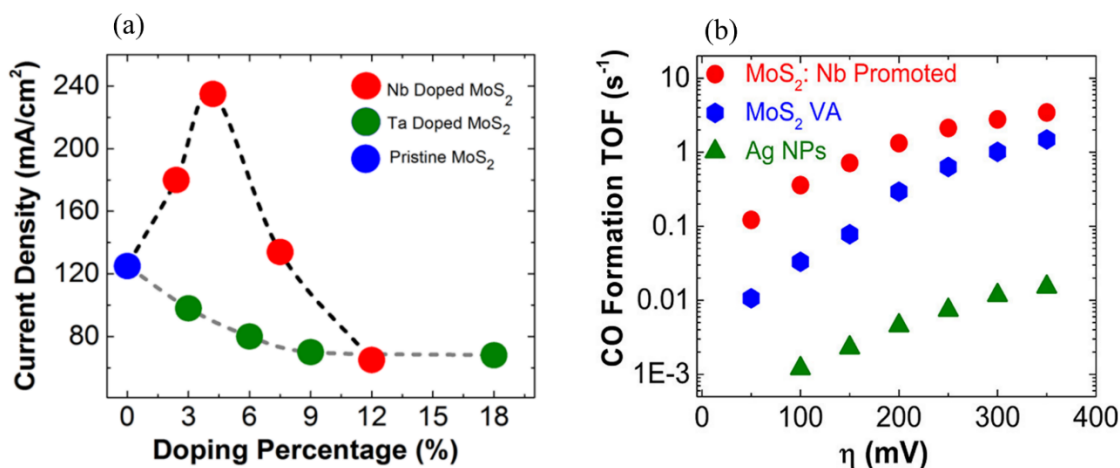 (a)
Current Density (mA/cm²)
240
200
160
120
80
Nb Doped MoS₂
Ta Doped MoS₂
Pristine MoS₂
0 3 6 9 12 15 18
Doping Percentage (%)
(b)
CO Formation TOF (s⁻¹)
10
1
0.1
0.01
1E-3
MoS₂: Nb Promoted
MoS₂ VA
Ag NPs
0 100 200 300 400
η (mV)